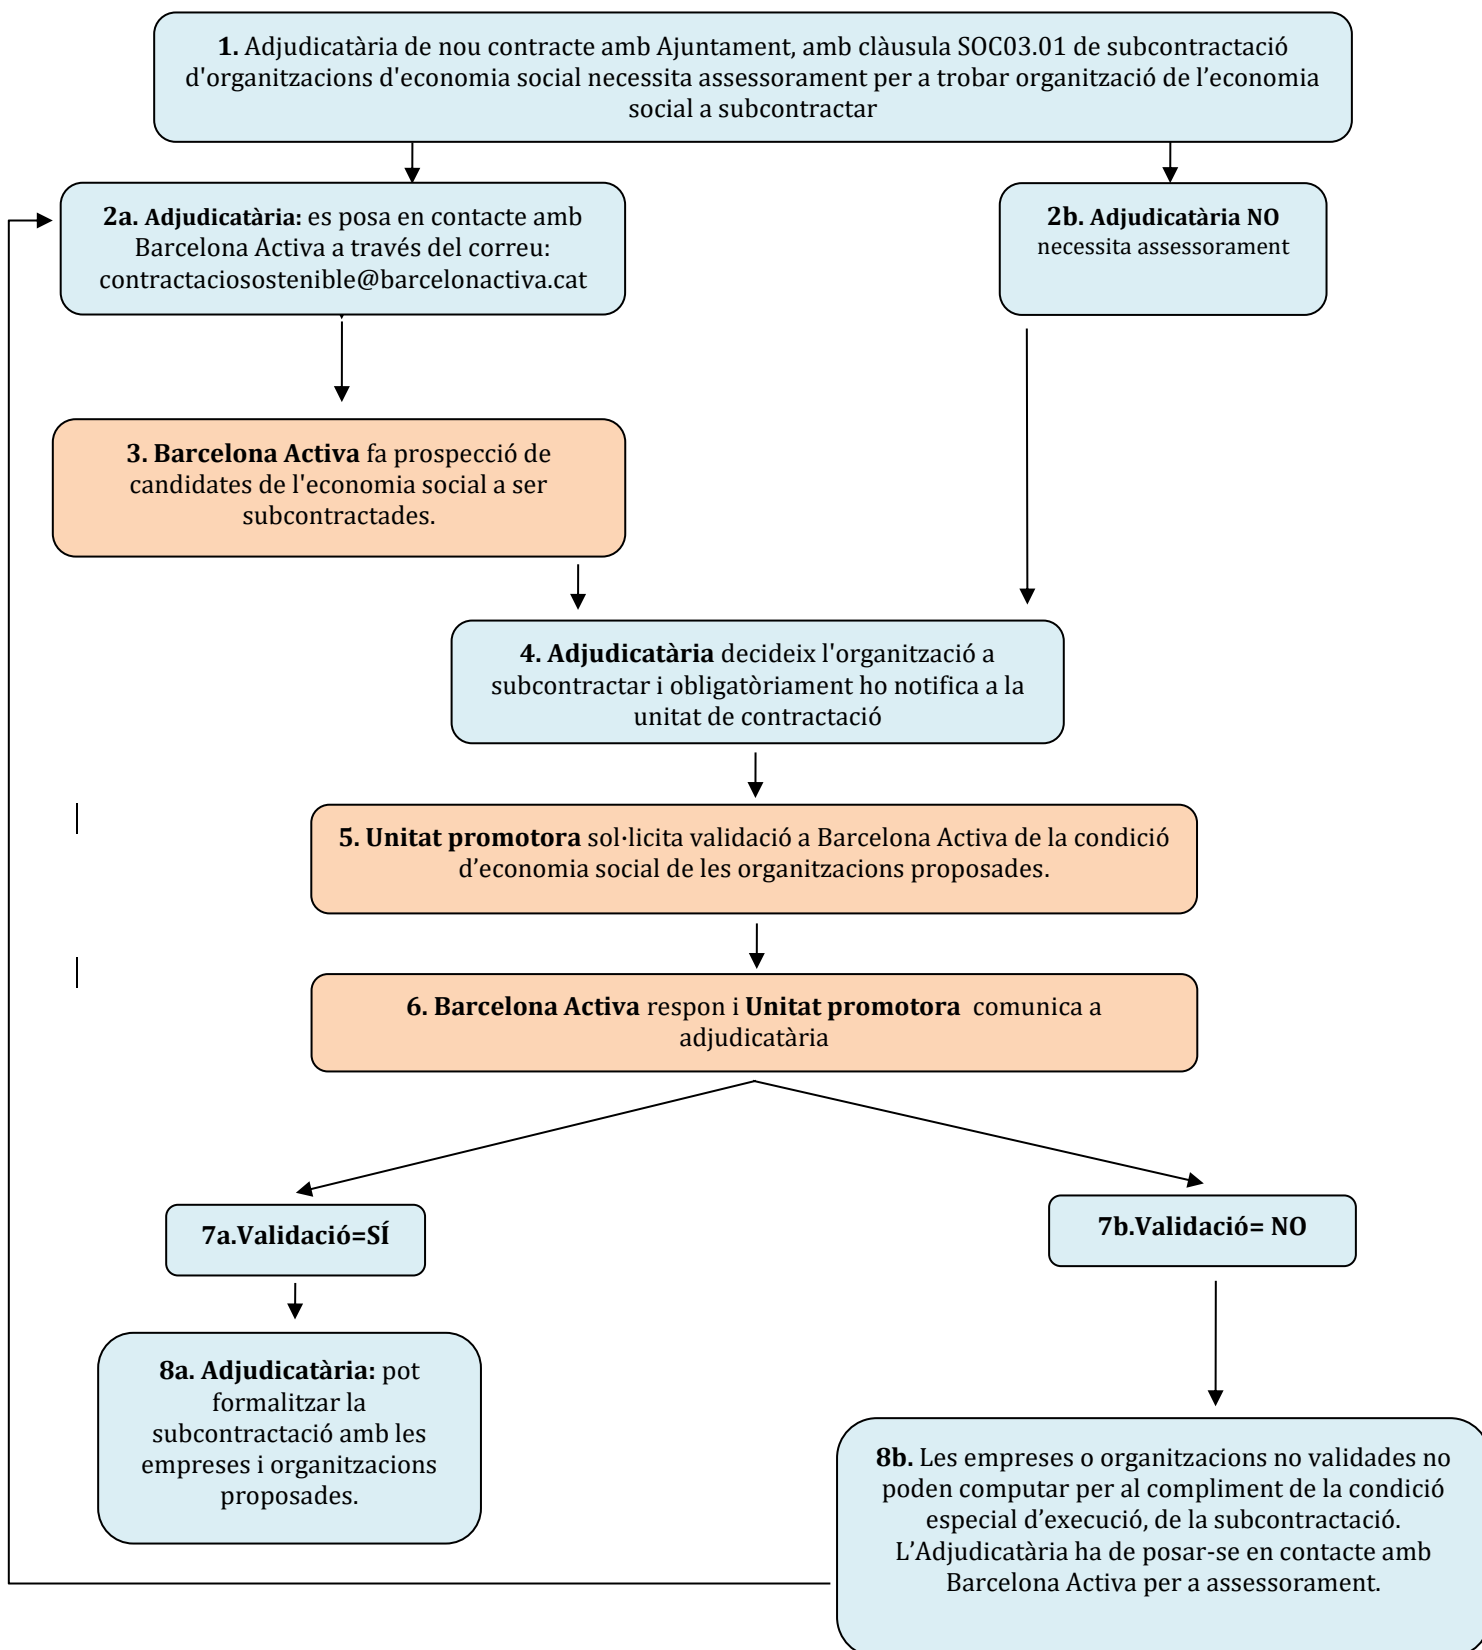 1. Adjudicatària de nou contracte amb Ajuntament, amb clàusula SOC03.01 de subcontractació
d'organitzacions d'economia social necessita assessorament per a trobar organització de l’economia
social a subcontractar
2a. Adjudicatària: es posa en contacte amb
Barcelona Activa a través del correu:
contractaciosostenible@barcelonactiva.cat
2b. Adjudicatària NO
necessita assessorament
3. Barcelona Activa fa prospecció de
candidates de l'economia social a ser
subcontractades.
4. Adjudicatària decideix l'organització a
subcontractar i obligatòriament ho notifica a la
unitat de contractació
5. Unitat promotora sol·licita validació a Barcelona Activa de la condició
d’economia social de les organitzacions proposades.
6. Barcelona Activa respon i Unitat promotora comunica a
adjudicatària
7a.Validació=SÍ
7b.Validació= NO
8a. Adjudicatària: pot
formalitzar la
subcontractació amb les
empreses i organitzacions
proposades.
8b. Les empreses o organitzacions no validades no
poden computar per al compliment de la condició
especial d’execució, de la subcontractació.
L’Adjudicatària ha de posar-se en contacte amb
Barcelona Activa per a assessorament.